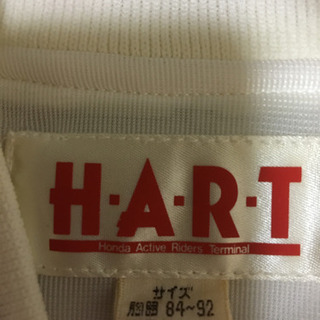 H·A·R·T
Honda Active Riders Terminal
サイズ
胸囲 84~92